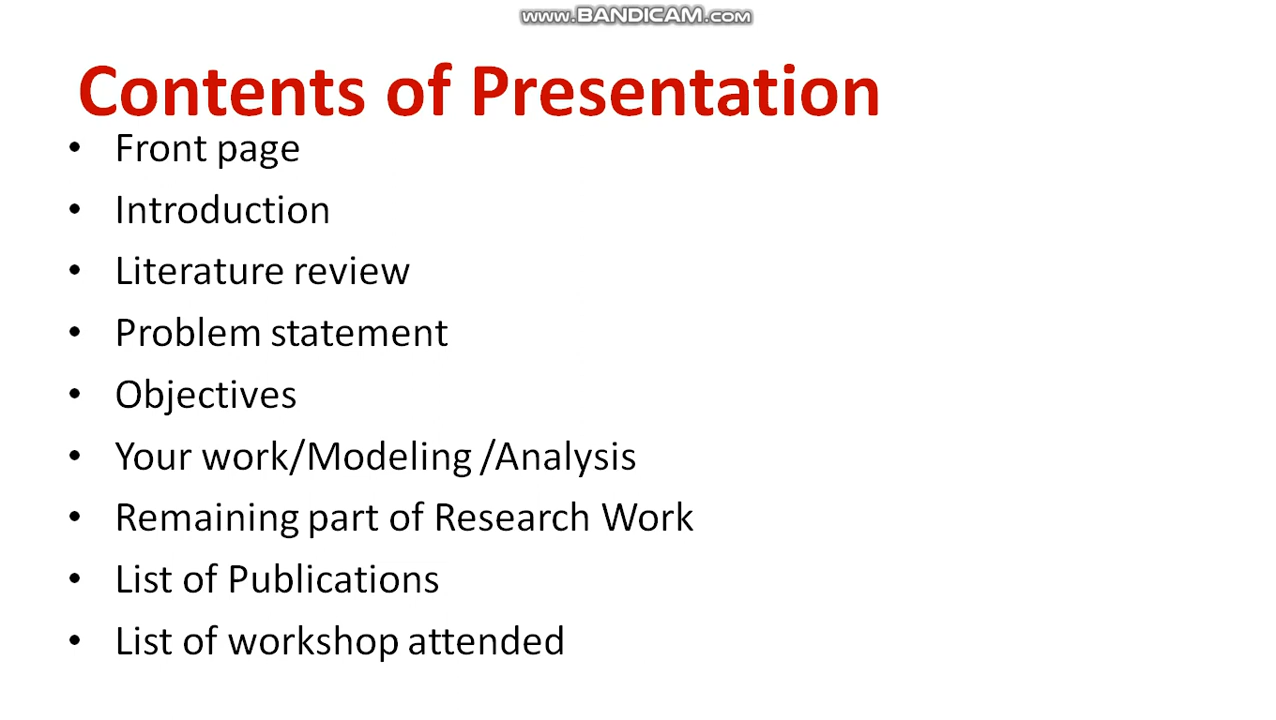 www.BANDICAM.com
Contents of Presentation
• Front page
• Introduction
• Literature review
• Problem statement
• Objectives
• Your work/Modeling /Analysis
• Remaining part of Research Work
• List of Publications
• List of workshop attended